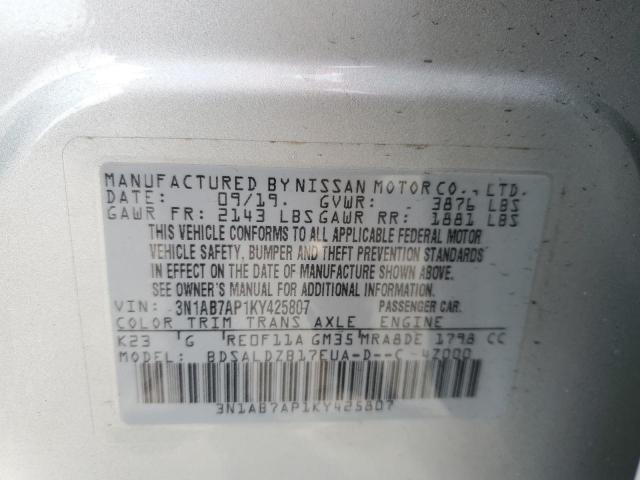 MANUFACTURED BY NISSAN MOTOR CO., LTD.
DATE: 09/19. GVWR: 3876 LBS
GAWR FR: 2143 LBS GAWR RR: 1881 LBS
THIS VEHICLE CONFORMS TO ALL APPLICABLE FEDERAL MOTOR
VEHICLE SAFETY, BUMPER AND THEFT PREVENTION STANDARDS
IN EFFECT ON THE DATE OF MANUFACTURE SHOWN ABOVE.
SEE OWNER'S MANUAL FOR ADDITIONAL INFORMATION
VIN: 3N1AB7AP1KY425807 PASSENGER CAR.
COLOR TRIM TRANS AXLE ENGINE
K23 G RE0F11A GM35 MRA8DE 1798 CC
MODEL: BDSALDZB17EUA-D--C-4Z000
3N1AB7AP1KY425807